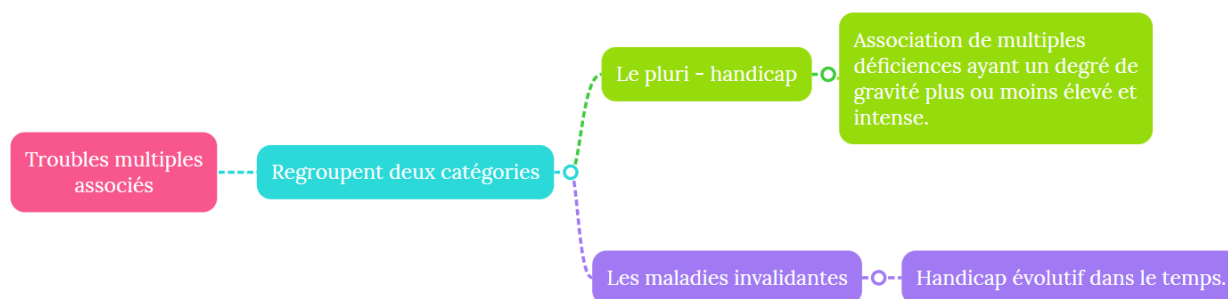 Troubles multiples
associés
Regroupent deux catégories
Le pluri - handicap
Association de multiples
déficiences ayant un degré de
gravité plus ou moins élevé et
intense.
Les maladies invalidantes
Handicap évolutif dans le temps.